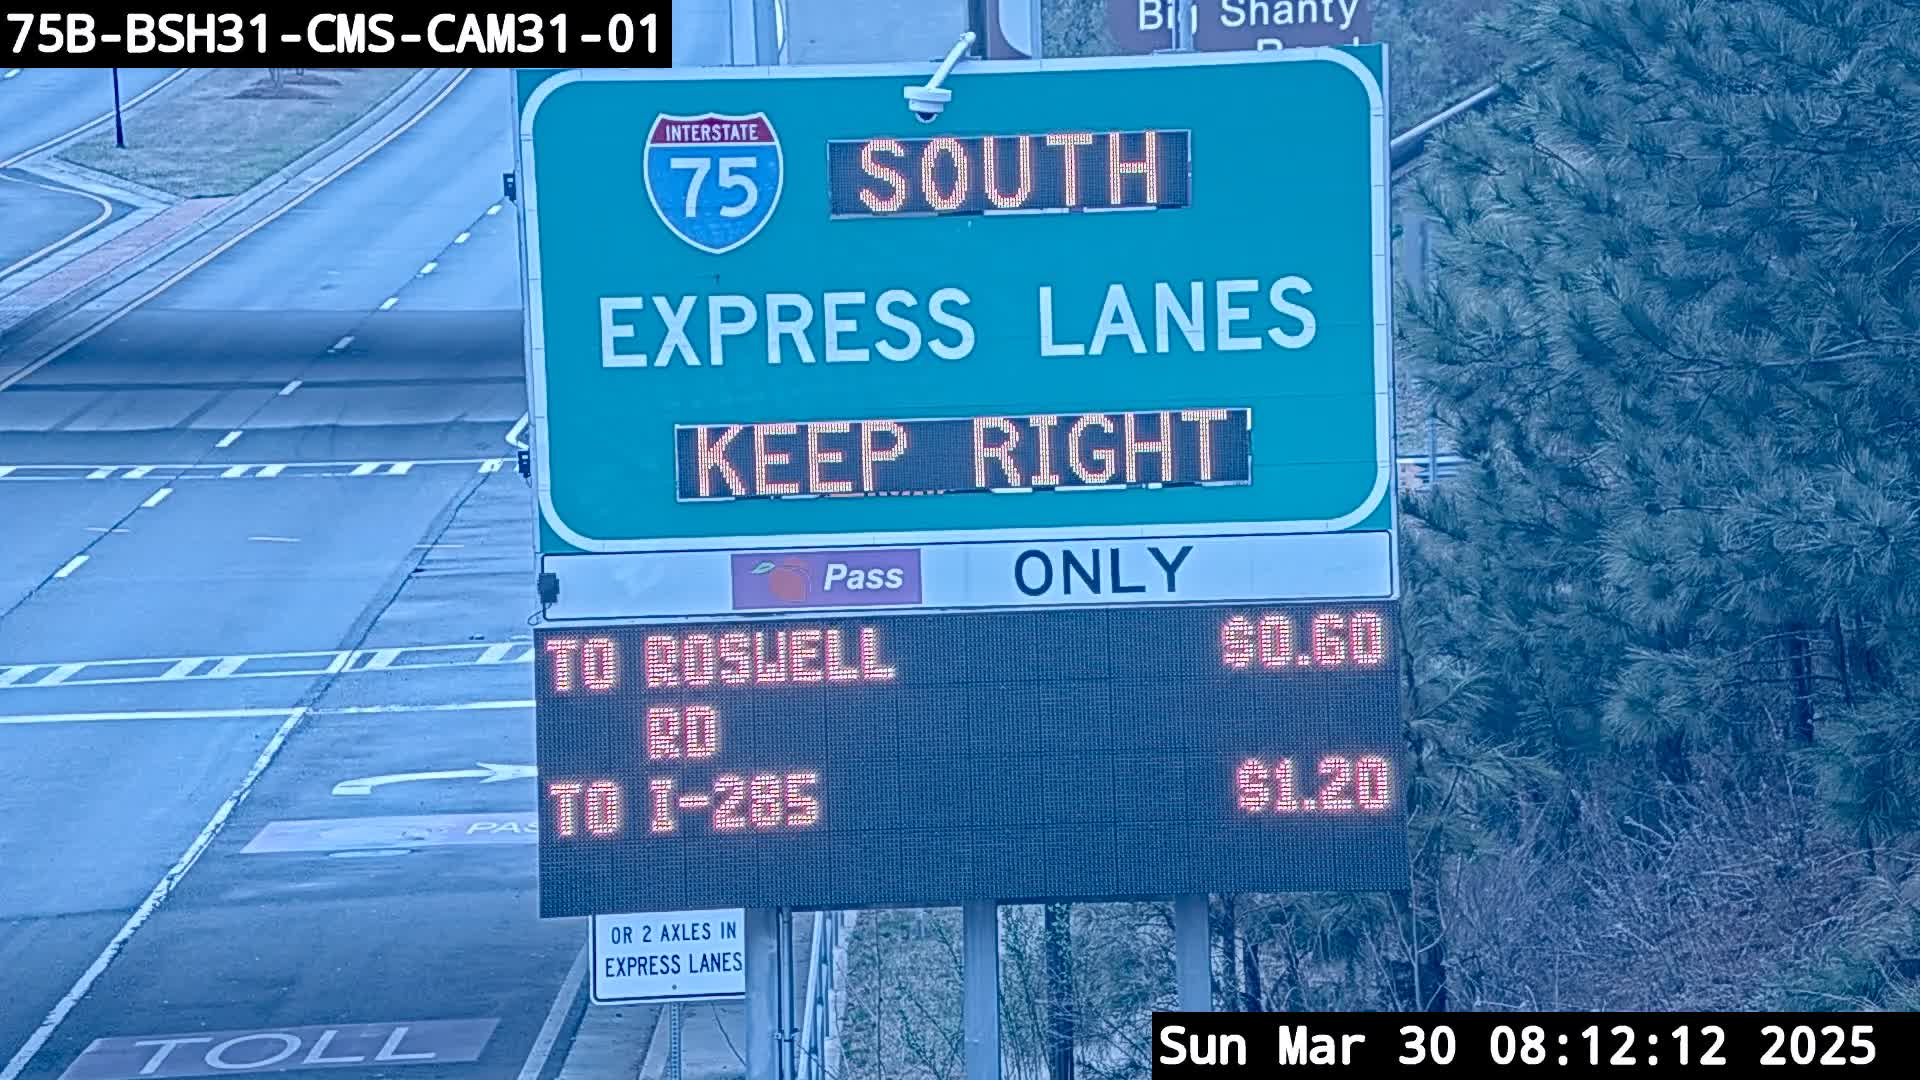 75B-BSH31-CMS-CAM31-01
Big Shanty
INTERSTATE
75
SOUTH
EXPRESS LANES
KEEP RIGHT
Pass ONLY
TO ROSWELL $0.60
RD
TO I-285 $1.20
OR 2 AXLES IN
EXPRESS LANES
TOLL
Sun Mar 30 08:12:12 2025